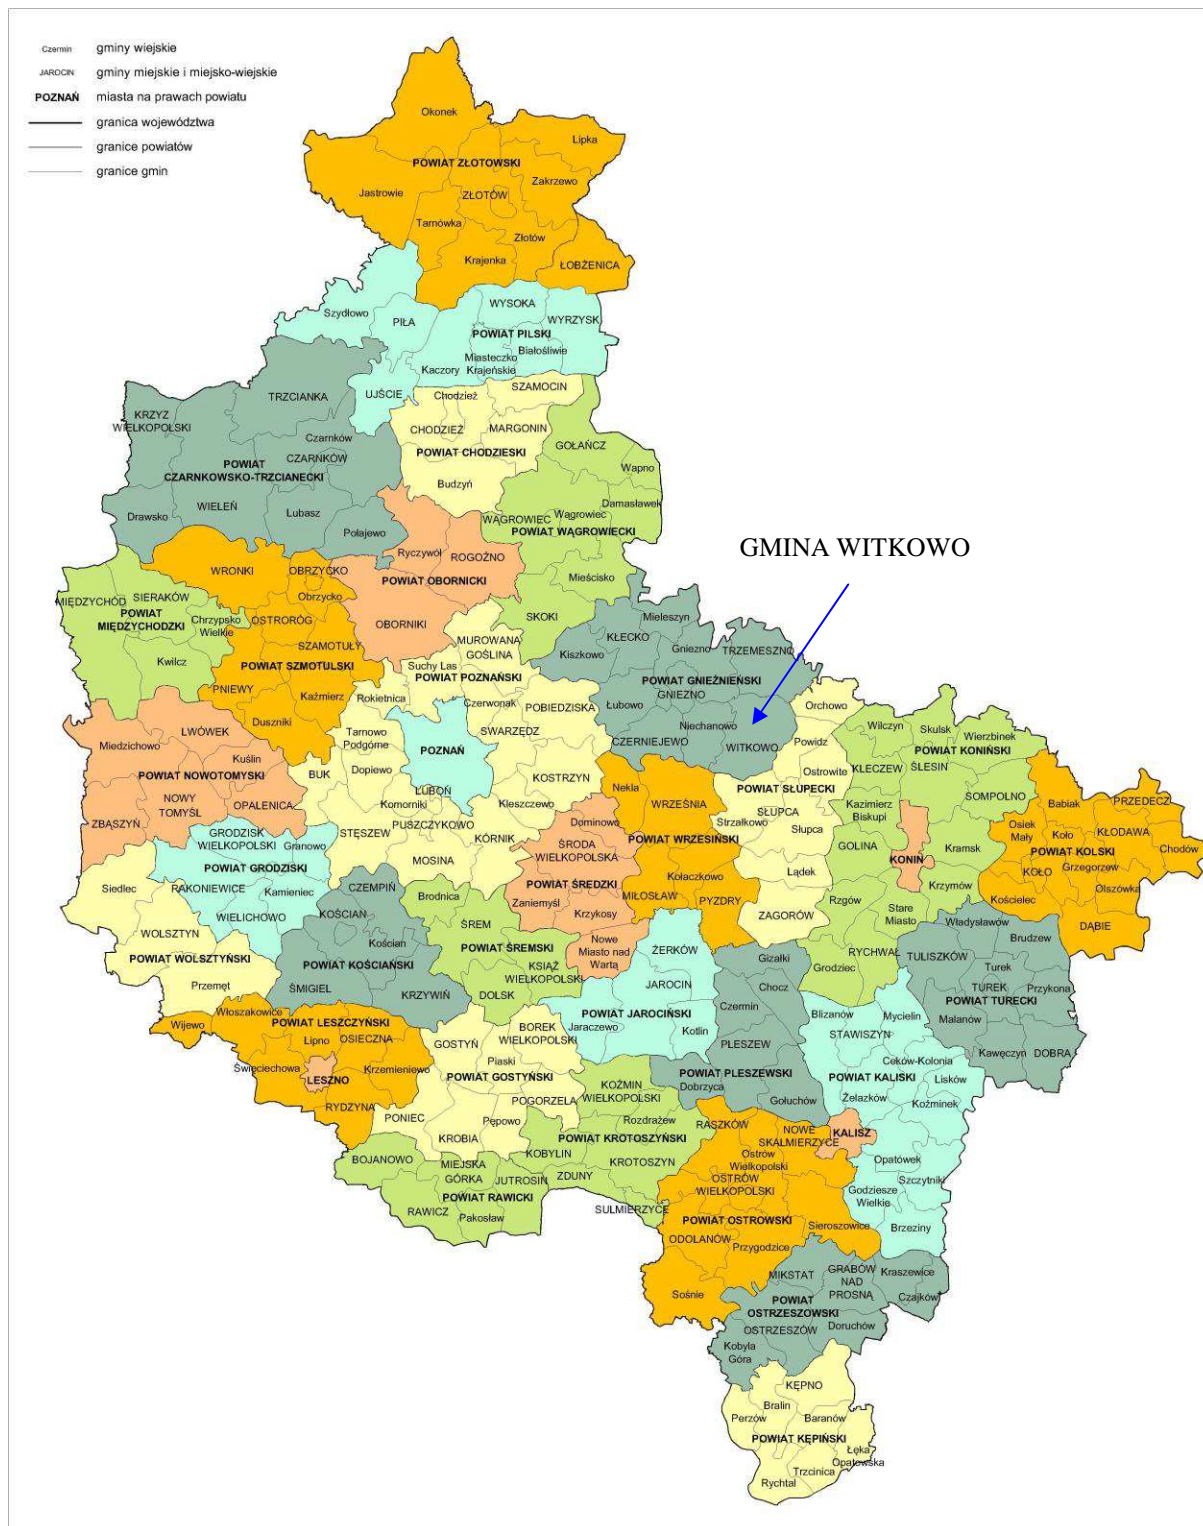 Czermin gminy wiejskie
JAROCIN gminy miejskie i miejsko-wiejskie
POZNAŃ miasta na prawach powiatu
granica województwa
granice powiatów
granice gmin
Okonek
Lipka
POWIAT ZŁOTOWSKI
Zakrzewo
Jastrowie
ZŁOTÓW
Tarnówka
Złotów
Krajenka
ŁOBŻENICA
WYSOKA
Szydłowo
PIŁA
WYRZYSK
POWIAT PILSKI
Białośliwie
Miasteczko
Krajeńskie
Kaczory
UJŚCIE
SZAMOCIN
Chodzież
TRZCIANKA
KRZYŻ
WIELKOPOLSKI
CHODZIEŻ
MARGONIN
Czarnków
GOŁAŃCZ
POWIAT CHODZIESKI
CZARNKÓW
POWIAT
CZARNKOWSKO-TRZCIANECKI
Wapno
Budzyń
Damasławek
WIELEŃ
Lubasz
Drawsko
Połajewo
WĄGROWIEC
Wągrowiec
POWIAT WĄGROWIECKI
GMINA WITKOWO
Ryczywół
ROGOŹNO
WRONKI
OBRZYCKO
POWIAT OBORNICKI
Mieścisko
Obrzycko
MIĘDZYCHÓD
SIERAKÓW
POWIAT
MIĘDZYCHODZKI
Chrzypsko
Wielkie
OSTRORÓG
OBORNIKI
SKOKI
Mieleszyn
KŁECKO
MUROWANA
GOŚLINA
SZAMOTUŁY
Gniezno
TRZEMESZNO
Kiszkowo
Kwilcz
POWIAT SZMOTULSKI
Suchy Las
POWIAT POZNAŃSKI
POWIAT GNIEŹNIEŃSKI
PNIEWY
Kaźmierz
Rokietnica
Czerwonak
POBIEDZISKA
GNIEZNO
Łubowo
Orchowo
Duszniki
Niechanowo
LWÓWEK
Tarnowo
Podgórne
SWARZĘDZ
Wilczyn
Skulsk
Wierzbinek
Miedzichowo
CZERNIEJEWO
WITKOWO
Powidz
POZNAŃ
POWIAT KONIŃSKI
Kuślin
POWIAT NOWOTOMYSKI
BUK
Dopiewo
KOSTRZYN
Ostrowite
KLECZEW
ŚLESIN
Nekla
POWIAT SŁUPECKI
LUBOŃ
NOWY
TOMYŚL
OPALENICA
Komorniki
Kleszczewo
WRZEŚNIA
SOMPOLNO
Kazimierz
Biskupi
Babiak
PRZEDECZ
ZBĄSZYŃ
PUSZCZYKOWO
Dominowo
SŁUPCA
Strzałkowo
Słupca
GRODZISK
WIELKOPOLSKI
STĘSZEW
KÓRNIK
POWIAT WRZESIŃSKI
Osiek
Mały
Koło
KŁODAWA
Granowo
ŚRODA
WIELKOPOLSKA
GOLINA
Kramsk
POWIAT KOLSKI
Chodów
MOSINA
KONIN
POWIAT GRODZISKI
Lądek
KOŁO
Grzegorzew
Siedlec
RAKONIEWICE
Kamieniec
CZEMPIŃ
Brodnica
POWIAT ŚREDZKI
Kołaczkowo
Krzymów
Olszówka
MIŁOSŁAW
PYZDRY
Zaniemyśl
Rzgów
Kościelec
WIELICHOWO
KOŚCIAN
Krzykosy
ZAGORÓW
Stare
Miasto
DĄBIE
WOLSZTYN
ŚREM
Władysławów
POWIAT WOLSZTYŃSKI
Kościan
POWIAT ŚREMSKI
Nowe
Miasto nad
Wartą
Brudzew
POWIAT KOŚCIAŃSKI
ŻERKÓW
RYCHWAŁ
TULISZKÓW
Przemęt
KSIĄŻ
WIELKOPOLSKI
Gizałki
Grodziec
Turek
ŚMIGIEL
KRZYWIŃ
DOLSK
JAROCIN
Chocz
TUREK
Przykona
POWIAT TURECKI
Włoszakowice
Czermin
Blizanów
Mycielin
Malanów
Wijewo
POWIAT LESZCZYŃSKI
BOREK
WIELKOPOLSKI
POWIAT JAROCIŃSKI
Jaraczewo
Kotlin
STAWISZYN
Lipno
OSIECZNA
GOSTYŃ
PLESZEW
Kawęczyn
DOBRA
Piaski
Ceków-Kolonia
Święciechowa
LESZNO
Krzemieniewo
POWIAT GOSTYŃSKI
POWIAT PLESZEWSKI
POWIAT KALISKI
Lisków
Dobrzyca
KOŹMIN
WIELKOPOLSKI
Żelazków
Koźminek
RYDZYNA
POGORZELA
Gołuchów
PONIEC
Pępowo
Rozdrażew
RASZKÓW
NOWE
SKALMIERZYCE
KALISZ
KROBIA
POWIAT KROTOSZYŃSKI
BOJANOWO
KOBYLIN
Ostrów
Wielkopolski
Opatówek
MIEJSKA
GÓRKA
JUTROSIN
ZDUNY
KROTOSZYN
OSTRÓW
WIELKOPOLSKI
Szczytniki
POWIAT RAWICKI
Godziesze
Wielkie
RAWICZ
Pakosław
SULMIERZYCE
POWIAT OSTROWSKI
Sieroszowice
Brzeziny
ODOLANÓW
Przygodzice
MIKSTAT
GRABÓW
NAD
PROSNĄ
Kraszewice
Sośnie
POWIAT
OSTRZESZOWSKI
Czajków
OSTRZESZÓW
Doruchów
Kobyla
Góra
KĘPNO
Bralin
Perzów
Baranów
POWIAT KĘPIŃSKI
Łęka
Opatowska
Trzcinica
Rychtal